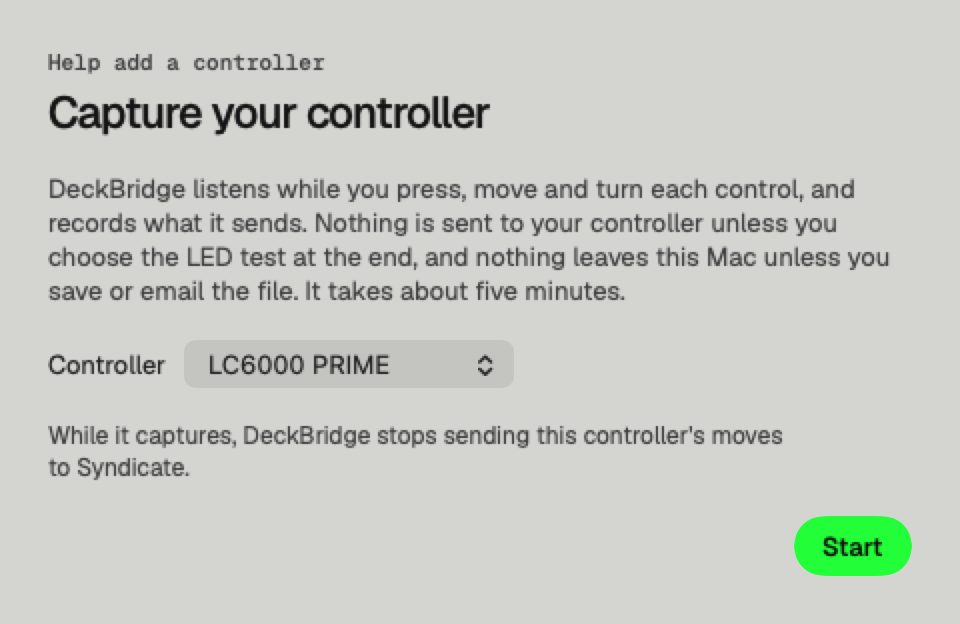 Help add a controller
Capture your controller
DeckBridge listens while you press, move and turn each control, and
records what it sends. Nothing is sent to your controller unless you
choose the LED test at the end, and nothing leaves this Mac unless you
save or email the file. It takes about five minutes.
Controller LC6000 PRIME
While it captures, DeckBridge stops sending this controller's moves
to Syndicate.
Start